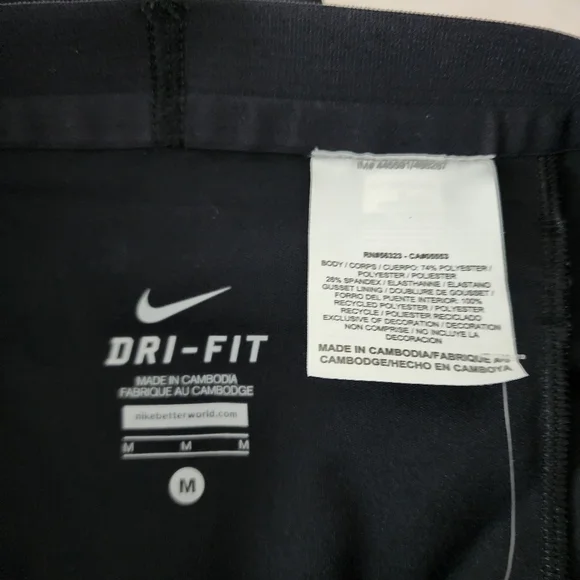 RN#56323 - CA#05553
BODY / CORPS / CUERPO: 74% POLYESTER /
POLYESTER / POLIESTER
26% SPANDEX / ELASTHANNE / ELASTANO
GUSSET LINING / DOUBLURE DE GOUSSET /
FORRO DEL PUENTE INTERIOR: 100%
RECYCLED POLYESTER / POLYESTER
RECYCLE / POLIESTER RECICLADO
EXCLUSIVE OF DECORATION / DECORATION
NON COMPRISE / NO INCLUYE LA
DECORACION
MADE IN CAMBODIA/FABRIQUE AU
CAMBODGE/HECHO EN CAMBOYA
DRI-FIT
MADE IN CAMBODIA
FABRIQUE AU CAMBODGE
nikebetterworld.com
M M M
M